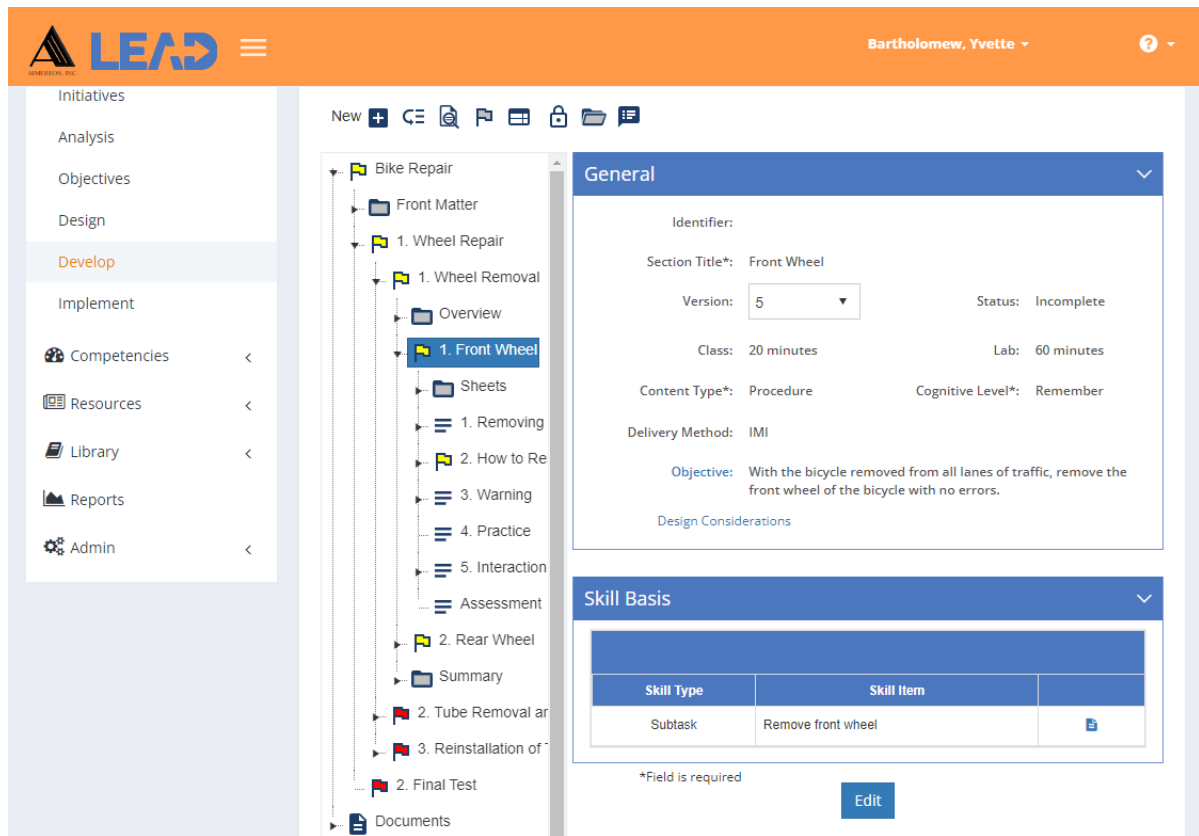 AIMEREON, INC.
LEAD
Bartholomew, Yvette
?
Initiatives
Analysis
Objectives
Design
Develop
Implement
Competencies
Resources
Library
Reports
Admin
New
Bike Repair
Front Matter
1. Wheel Repair
1. Wheel Removal
Overview
1. Front Wheel
Sheets
1. Removing
2. How to Re
3. Warning
4. Practice
5. Interaction
Assessment
2. Rear Wheel
Summary
2. Tube Removal ar
3. Reinstallation of
2. Final Test
Documents
General
Identifier:
Section Title*: Front Wheel
Version: 5 Status: Incomplete
Class: 20 minutes Lab: 60 minutes
Content Type*: Procedure Cognitive Level*: Remember
Delivery Method: IMI
Objective: With the bicycle removed from all lanes of traffic, remove the
front wheel of the bicycle with no errors.
Design Considerations
Skill Basis
Skill Type Skill Item
Subtask Remove front wheel
*Field is required
Edit